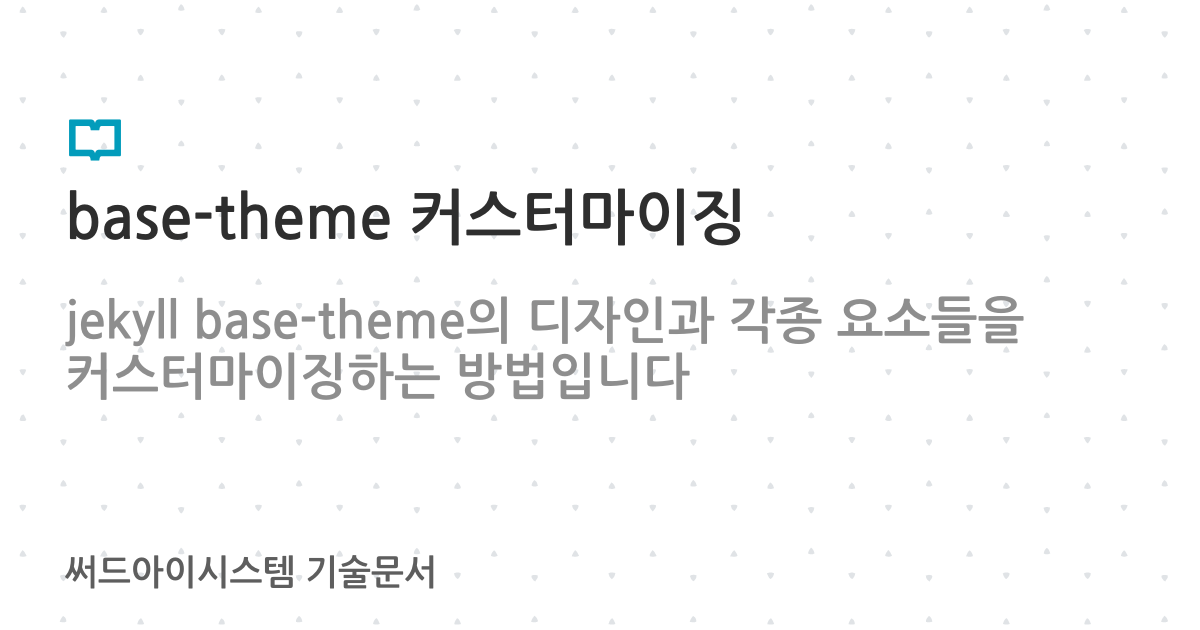 base-theme 커스터마이징
jekyll base-theme의 디자인과 각종 요소들을
커스터마이징하는 방법입니다
써드아이시스템 기술문서